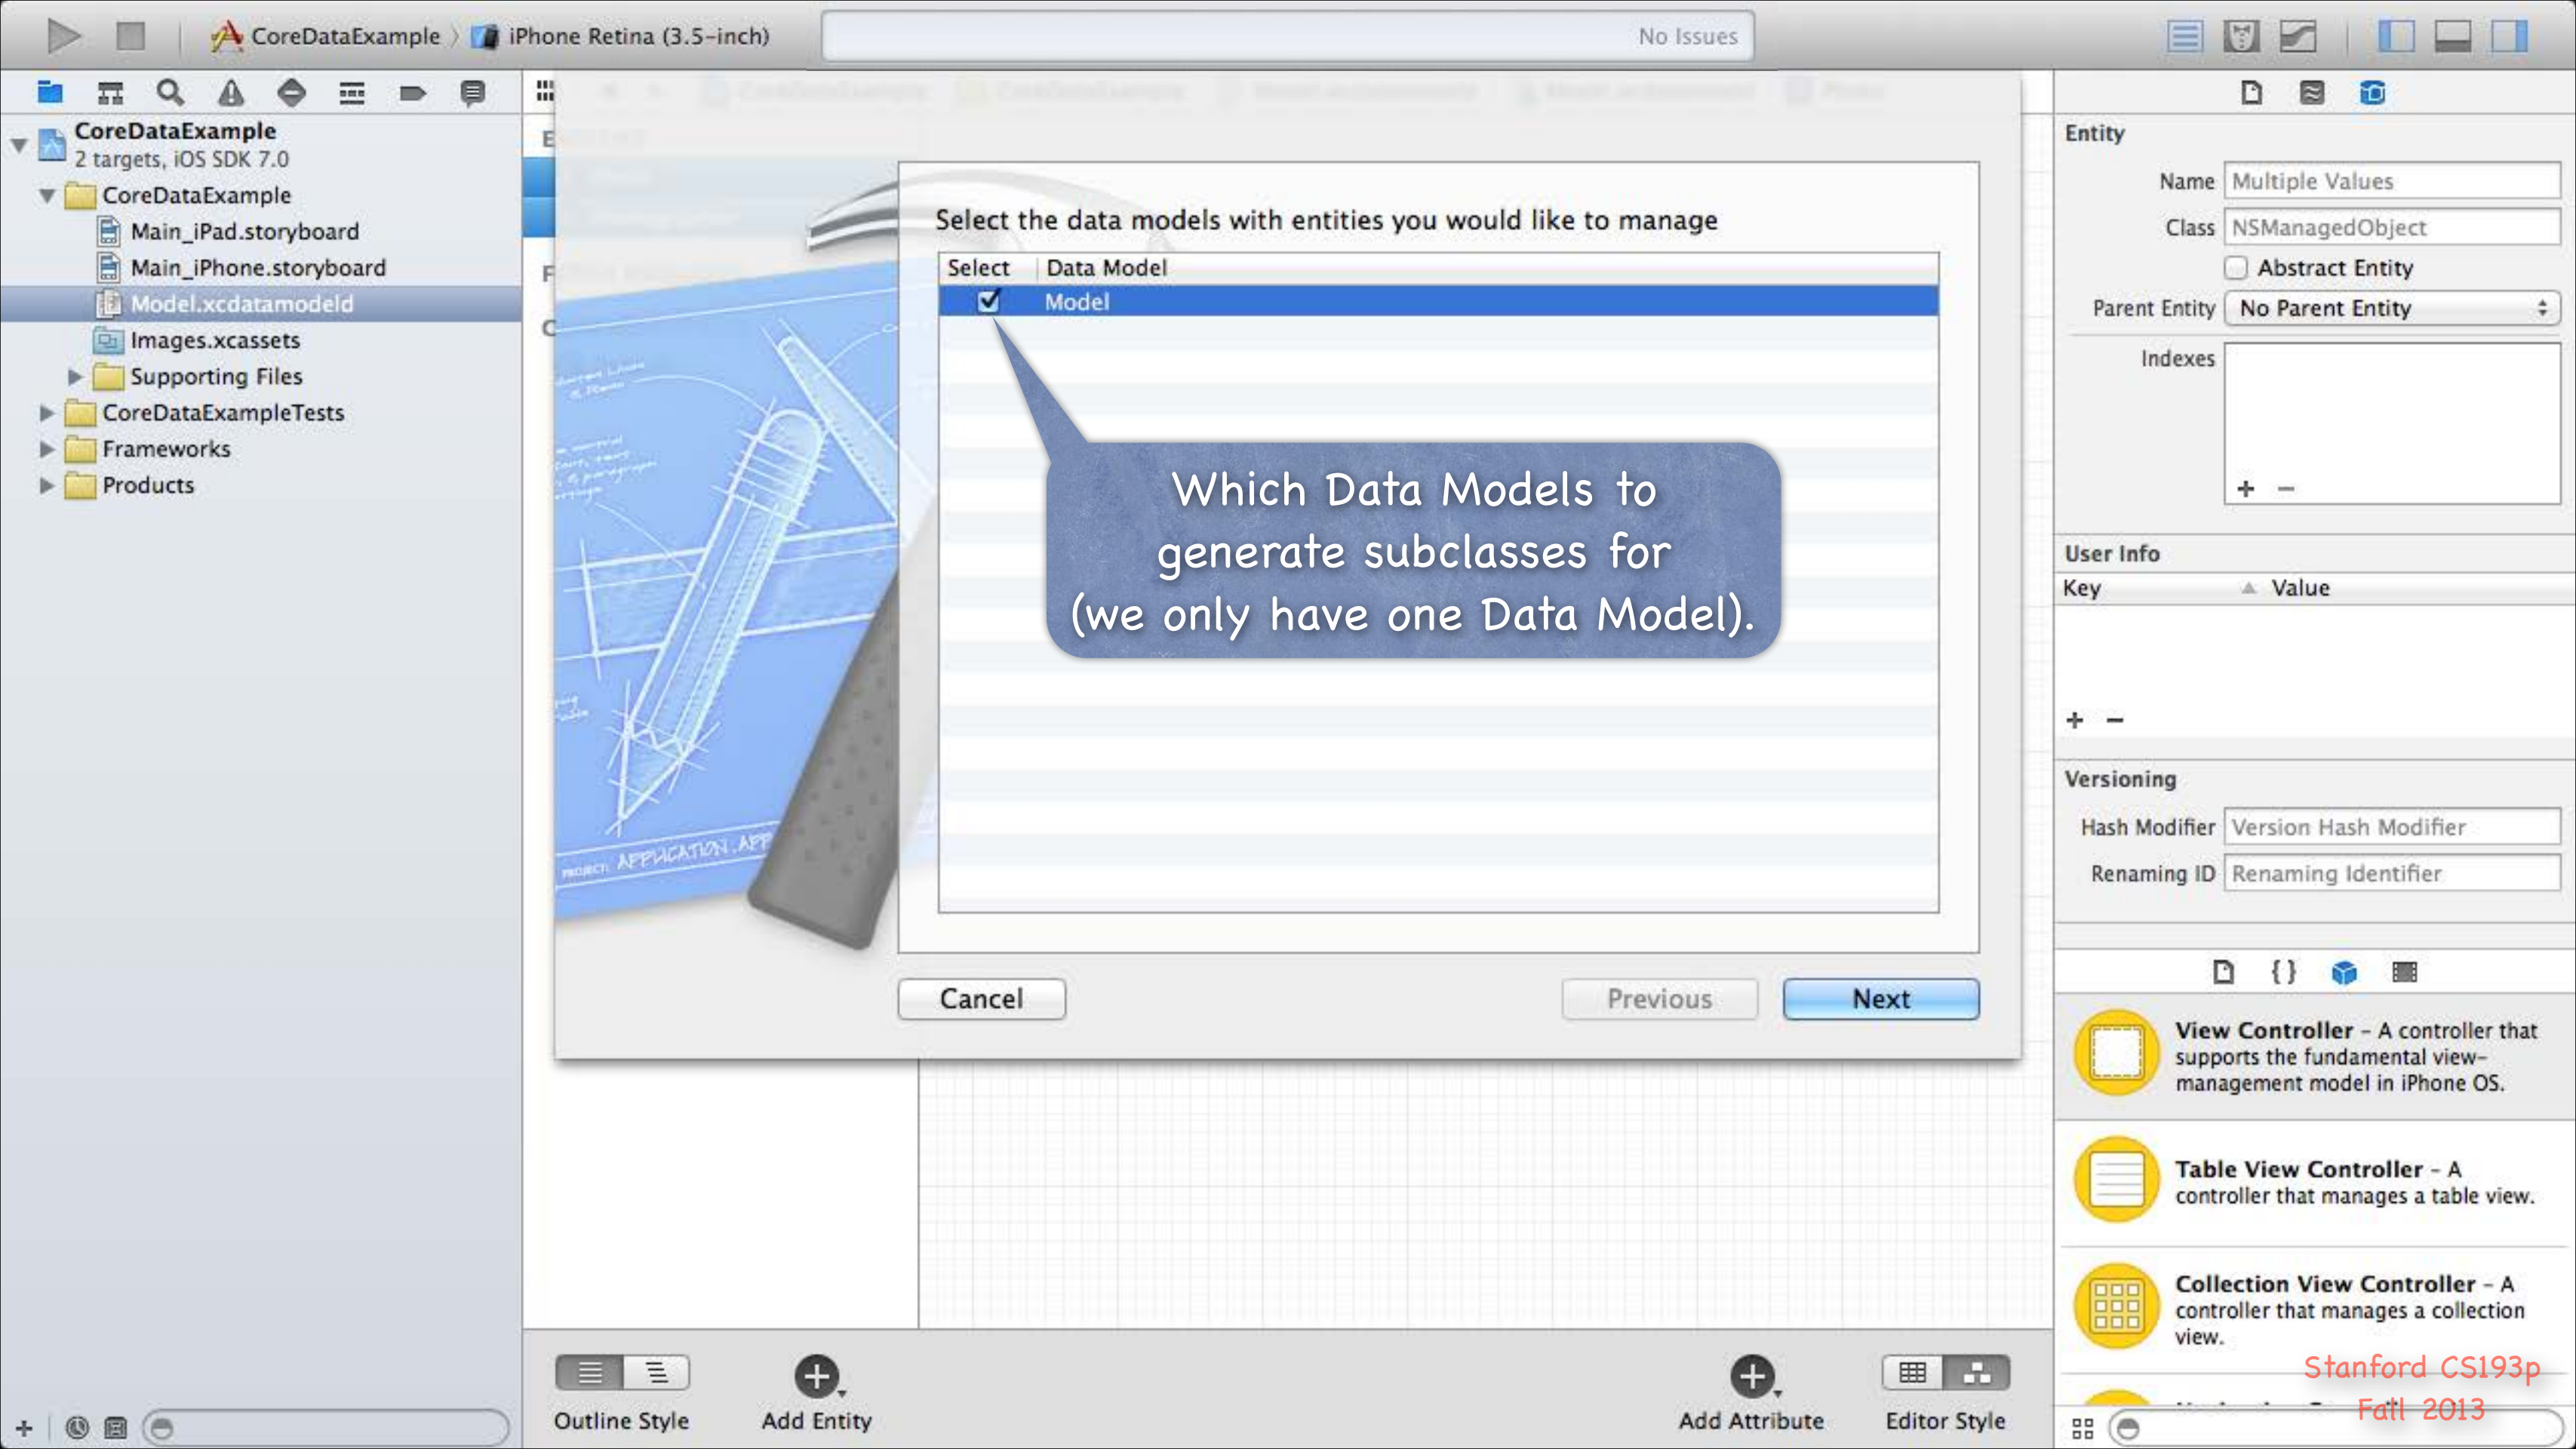 CoreDataExample
iPhone Retina (3.5-inch)
No Issues
CoreDataExample
2 targets, iOS SDK 7.0
CoreDataExample
Main_iPad.storyboard
Main_iPhone.storyboard
Model.xcdatamodeld
Images.xcassets
Supporting Files
CoreDataExampleTests
Frameworks
Products
Select the data models with entities you would like to manage
Select Data Model
Model
Which Data Models to
generate subclasses for
(we only have one Data Model).
PROJECT: APPLICATION.APP
Cancel
Previous
Next
Outline Style
Add Entity
Add Attribute
Editor Style
Entity
Name Multiple Values
Class NSManagedObject
Abstract Entity
Parent Entity No Parent Entity
Indexes
User Info
Key Value
Versioning
Hash Modifier Version Hash Modifier
Renaming ID Renaming Identifier
View Controller - A controller that
supports the fundamental view-
management model in iPhone OS.
Table View Controller - A
controller that manages a table view.
Collection View Controller - A
controller that manages a collection
view.
Stanford CS193p
Fall 2013